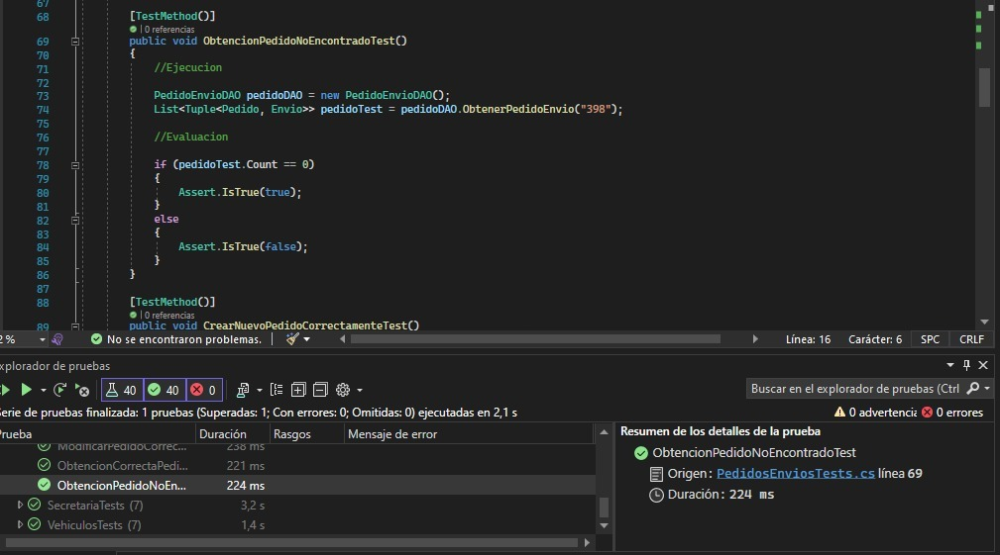 67
68 [TestMethod()]
| 0 referencias
69 public void ObtencionPedidoNoEncontradoTest()
70 {
71 //Ejecucion
72
73 PedidoEnvioDAO pedidoDAO = new PedidoEnvioDAO();
74 List<Tuple<Pedido, Envio>> pedidoTest = pedidoDAO.ObtenerPedidoEnvio("398");
75
76 //Evaluacion
77
78 if (pedidoTest.Count == 0)
79 {
80 Assert.IsTrue(true);
81 }
82 else
83 {
84 Assert.IsTrue(false);
85 }
86 }
87
88 [TestMethod()]
| 0 referencias
89 public void CrearNuevoPedidoCorrectamenteTest()
2 % No se encontraron problemas. Línea: 16 Carácter: 6 SPC CRLF
xplorador de pruebas
40 40 0 Buscar en el explorador de pruebas (Ctrl
erie de pruebas finalizada: 1 pruebas (Superadas: 1; Con errores: 0; Omitidas: 0) ejecutadas en 2,1 s 0 advertencia 0 errores
rueba Duración Rasgos Mensaje de error
ModificarPedidoCorrec... 238 ms
ObtencionCorrectaPedi... 221 ms
ObtencionPedidoNoEn... 224 ms
SecretariaTests (7) 3,2 s
VehiculosTests (7) 1,4 s
Resumen de los detalles de la prueba
ObtencionPedidoNoEncontradoTest
Origen: PedidosEnviosTests.cs línea 69
Duración: 224 ms